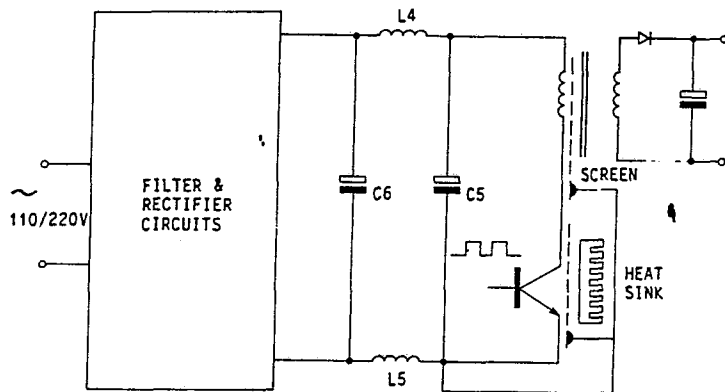 L4
FILTER &
RECTIFIER
CIRCUITS
~
110/220V
C6
C5
SCREEN
HEAT
SINK
L5